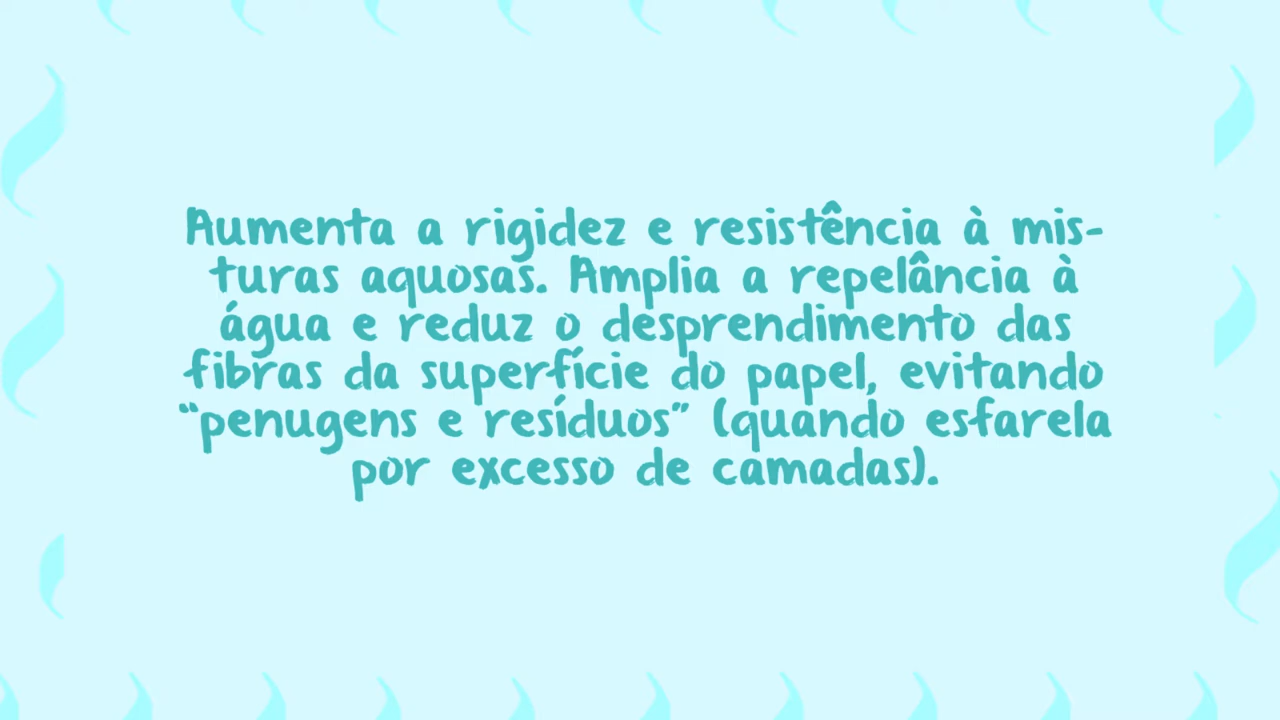 Aumenta a rigidez e resistência à mis-
turas aquosas. Amplia a repelância à
água e reduz o desprendimento das
fibras da superfície do papel, evitando
“penugens e resíduos” (quando esfarela
por excesso de camadas).